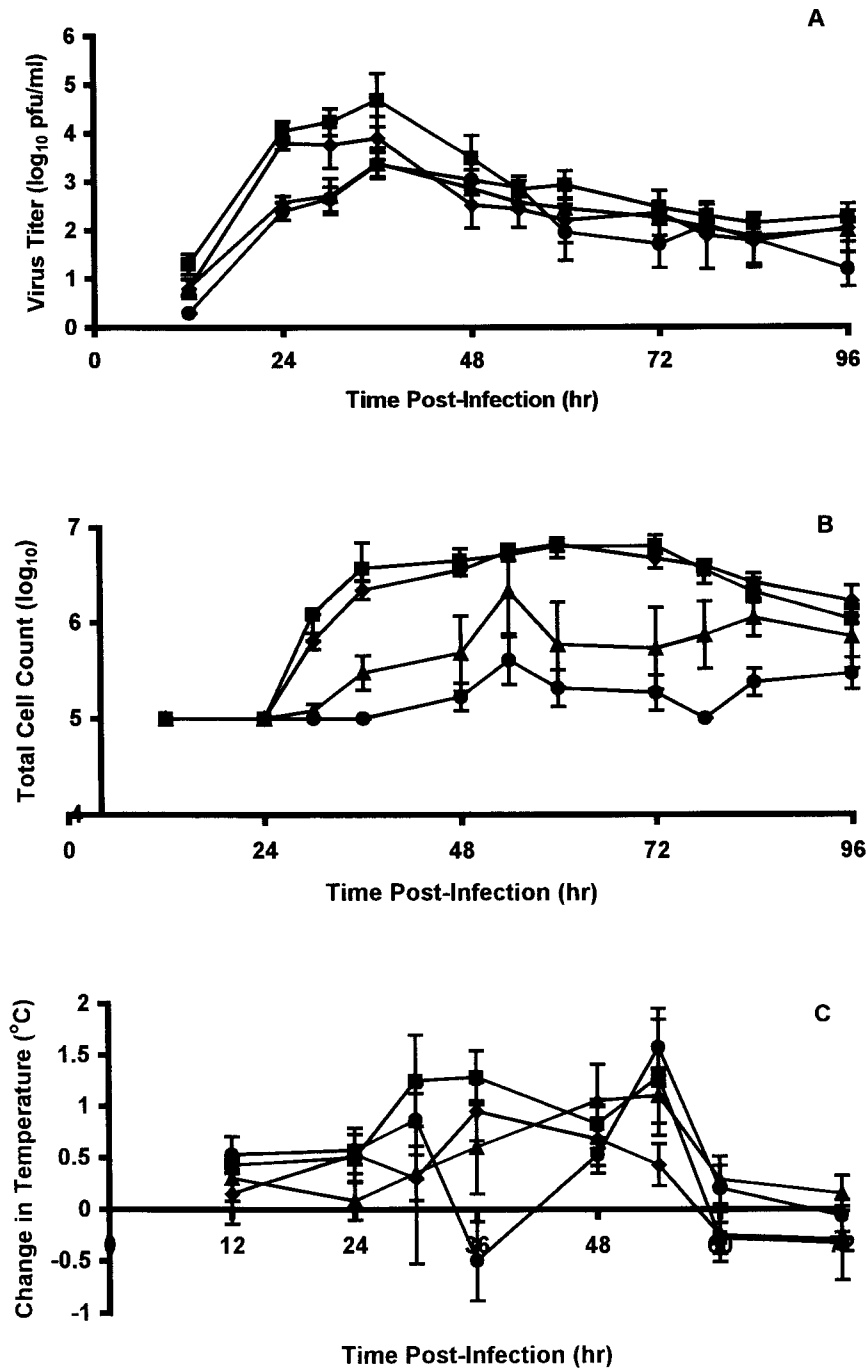 A
6
5
4
3
2
1
0
Virus Titer (log10 pfu/ml)
0 24 48 72 96
Time Post-Infection (hr)
B
7
6
5
4
Total Cell Count (log10)
0 24 48 72 96
Time Post-Infection (hr)
C
2
1.5
1
0.5
0
-0.5
-1
Change in Temperature (°C)
0 12 24 36 48 60
Time Post-Infection (hr)